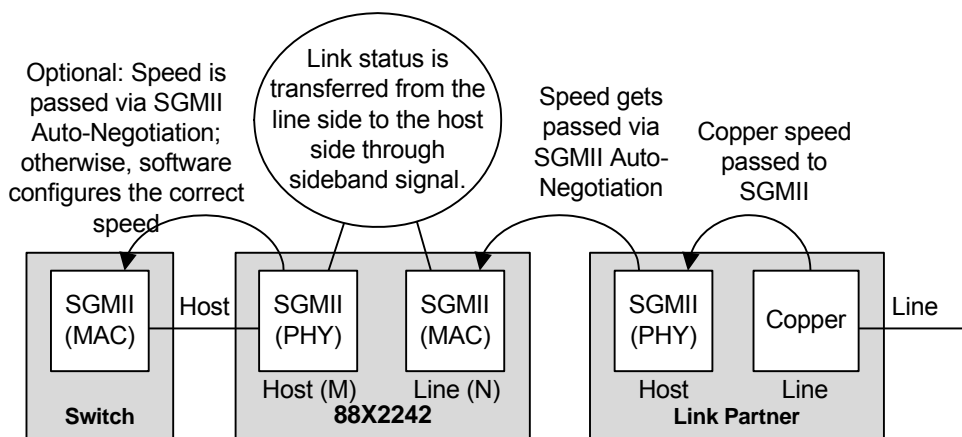 Optional: Speed is
passed via SGMII
Auto-Negotiation;
otherwise, software
configures the correct
speed
Link status is
transferred from the
line side to the host
side through
sideband signal.
Speed gets
passed via
SGMII Auto-
Negotiation
Copper speed
passed to
SGMII
SGMII
(MAC)
Host
SGMII
(PHY)
SGMII
(MAC)
SGMII
(PHY)
Copper
Line
Host (M)
Line (N)
Host
Line
Switch
88X2242
Link Partner